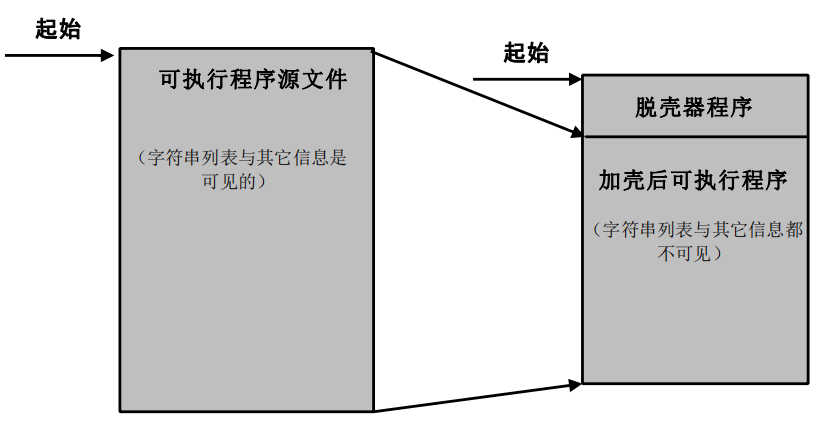 起始
可执行程序源文件
（字符串列表与其它信息是
可见的）
起始
脱壳器程序
加壳后可执行程序
（字符串列表与其它信息都
不可见）